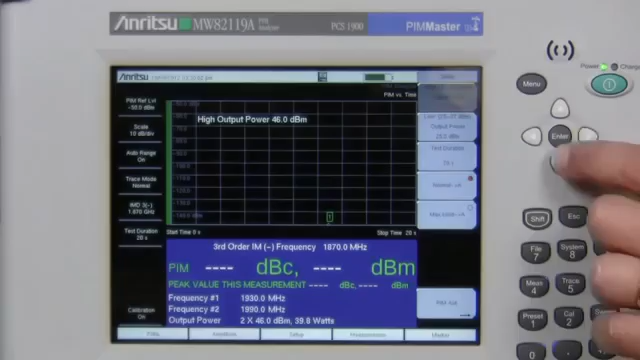 Anritsu MW82119A PIM Analyzer PCS 1900 PIMMaster
Power Charge
Menu
Enter
Shift Esc
File 7 System 8
Meas 4 Trace 5
Preset 1 Cal 2
0
Anritsu
PIM vs. Time
PIM Ref Lvl
-50.0 dBm
Scale
10 dB/div
Auto Range
On
Trace Mode
Normal
IMD 3(-)
1.870 GHz
Test Duration
20 s
Calibration
On
High Output Power 46.0 dBm
Start Time 0 s Stop Time 20 s
Output Power
Test Duration
3rd Order IM (-) Frequency 1870.0 MHz
PIM ---- dBc, ---- dBm
PEAK VALUE THIS MEASUREMENT ---- dBc, ---- dBm
Frequency #1 1930.0 MHz
Frequency #2 1990.0 MHz
Output Power 2 X 46.0 dBm, 39.8 Watts